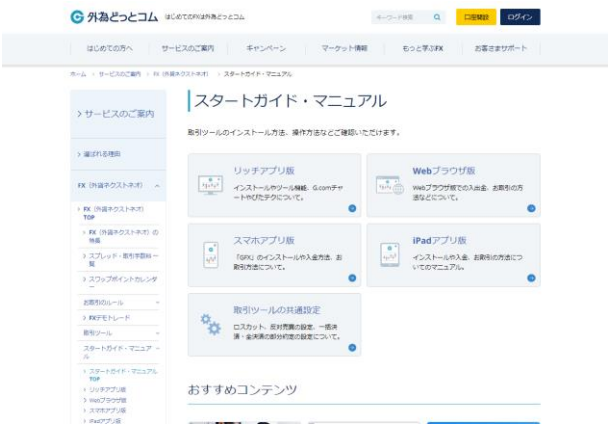 外為どっとコム はじめてのFXは外為どっとコム
キーワード検索 口座開設 ログイン
はじめての方へ サービスのご案内 キャンペーン マーケット情報 もっと学ぶFX お客さまサポート
ホーム > サービスのご案内 > FX（外貨ネクストネオ） > スタートガイド・マニュアル
> サービスのご案内
> 選ばれる理由
FX（外貨ネクストネオ）
> FX（外貨ネクストネオ）
TOP
> FX（外貨ネクストネオ）の
特長
> スプレッド・取引手数料一
覧
> スワップポイントカレンダ
ー
お取引のルール
> FXデモトレード
取引ツール
スタートガイド・マニュア
ル
> スタートガイド・マニュアル
TOP
> リッチアプリ版
> Webブラウザ版
> スマホアプリ版
> iPadアプリ版
スタートガイド・マニュアル
取引ツールのインストール方法、操作方法などをご確認いただけます。
リッチアプリ版
インストールやツール機能、G.comチャ
ートやぴたテクについて。
Webブラウザ版
Webブラウザ版での入出金、お取引の方
法などについて。
スマホアプリ版
「GFX」のインストールや入金方法、お
取引方法について。
iPadアプリ版
インストールや入金、お取引の方法につ
いてのマニュアル。
取引ツールの共通設定
ロスカット、反対売買の設定、一括決
済・全決済の部分約定の設定について。
おすすめコンテンツ